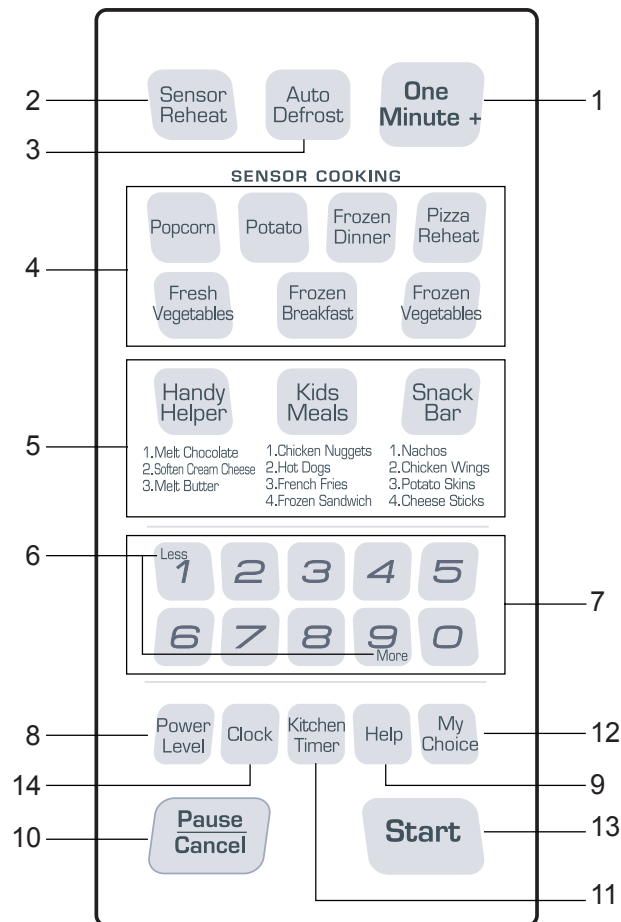 2
Sensor
Reheat
Auto
Defrost
One
Minute +
1
3
SENSOR COOKING
4
Popcorn
Potato
Frozen
Dinner
Pizza
Reheat
Fresh
Vegetables
Frozen
Breakfast
Frozen
Vegetables
5
Handy
Helper
1.Melt Chocolate
2.Soften Cream Cheese
3.Melt Butter
Kids
Meals
1.Chicken Nuggets
2.Hot Dogs
3.French Fries
4.Frozen Sandwich
Snack
Bar
1.Nachos
2.Chicken Wings
3.Potato Skins
4.Cheese Sticks
6
Less
1
2
3
4
5
7
6
7
8
9
More
0
8
Power
Level
Clock
Kitchen
Timer
Help
My
Choice
12
14
9
10
Pause
Cancel
Start
13
11